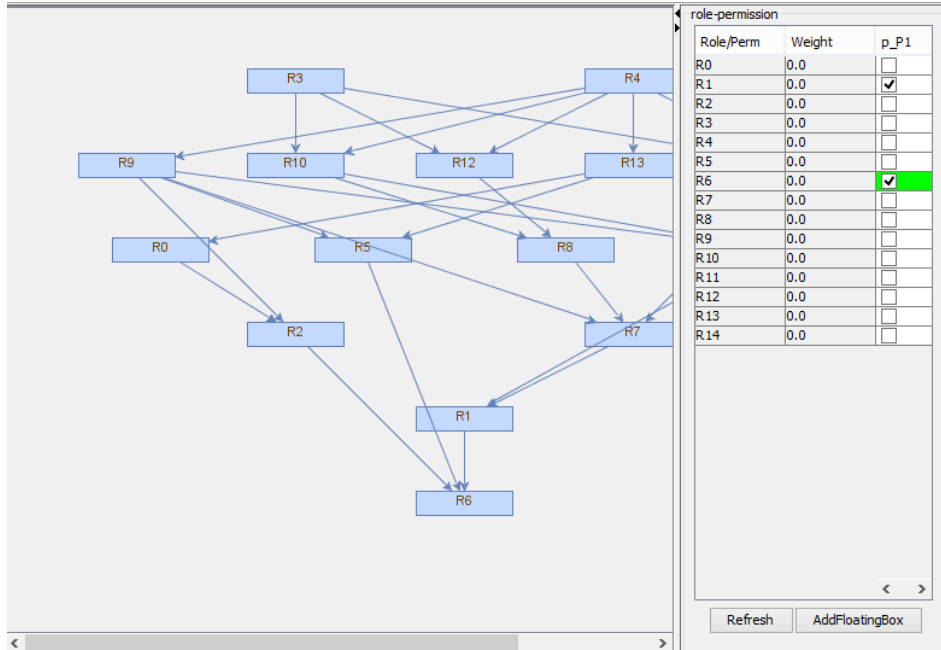 role-permission
R3
R4
R9
R10
R12
R13
R0
R5
R8
R2
R7
R1
R6
Role/Perm Weight p_P1
R0 0.0
R1 0.0
R2 0.0
R3 0.0
R4 0.0
R5 0.0
R6 0.0
R7 0.0
R8 0.0
R9 0.0
R10 0.0
R11 0.0
R12 0.0
R13 0.0
R14 0.0
Refresh AddFloatingBox